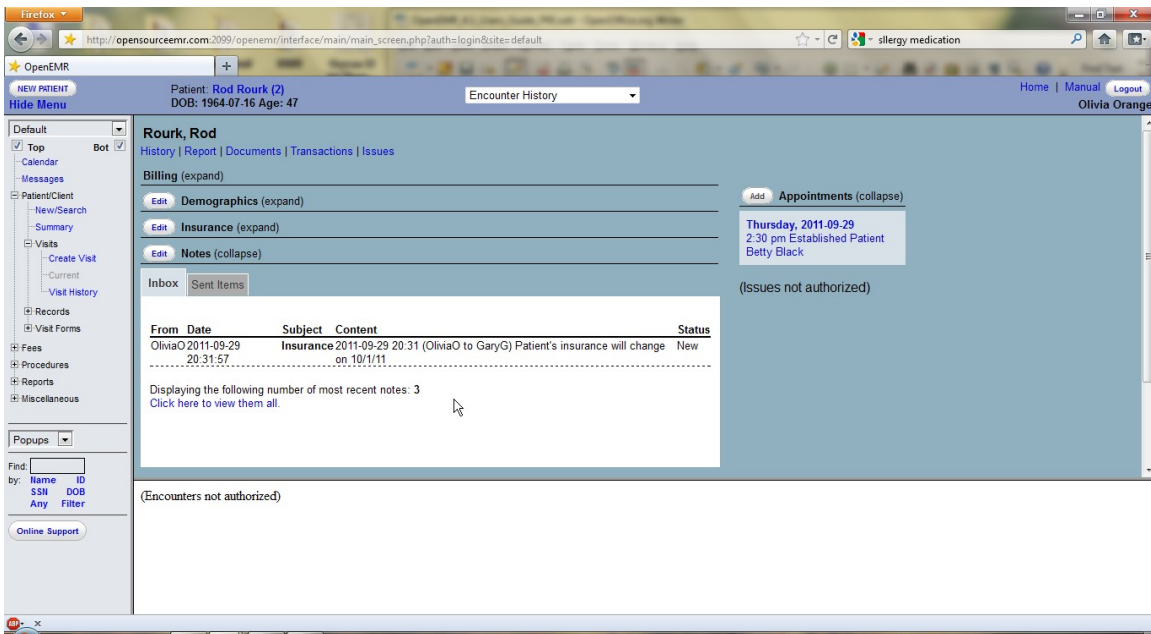 Firefox
http://opensourceemr.com:2099/openemr/interface/main/main_screen.php?auth=login&site=default
sllergy medication
OpenEMR
+
NEW PATIENT
Hide Menu
Patient: Rod Rourk (2)
DOB: 1964-07-16 Age: 47
Encounter History
Home | Manual Logout
Olivia Orange
Default
Top Bot
Calendar
Messages
Patient/Client
New/Search
Summary
Visits
Create Visit
Current
Visit History
Records
Visit Forms
Fees
Procedures
Reports
Miscellaneous
Popups
Find:
by: Name ID
SSN DOB
Any Filter
Online Support
Rourk, Rod
History | Report | Documents | Transactions | Issues
Billing (expand)
Edit Demographics (expand)
Edit Insurance (expand)
Edit Notes (collapse)
Inbox Sent Items
From Date Subject Content Status
OliviaO 2011-09-29 Insurance 2011-09-29 20:31 (OliviaO to GaryG) Patient's insurance will change New
20:31:57 on 10/1/11
Displaying the following number of most recent notes: 3
Click here to view them all.
Add Appointments (collapse)
Thursday, 2011-09-29
2:30 pm Established Patient
Betty Black
(Issues not authorized)
(Encounters not authorized)
ABP
x